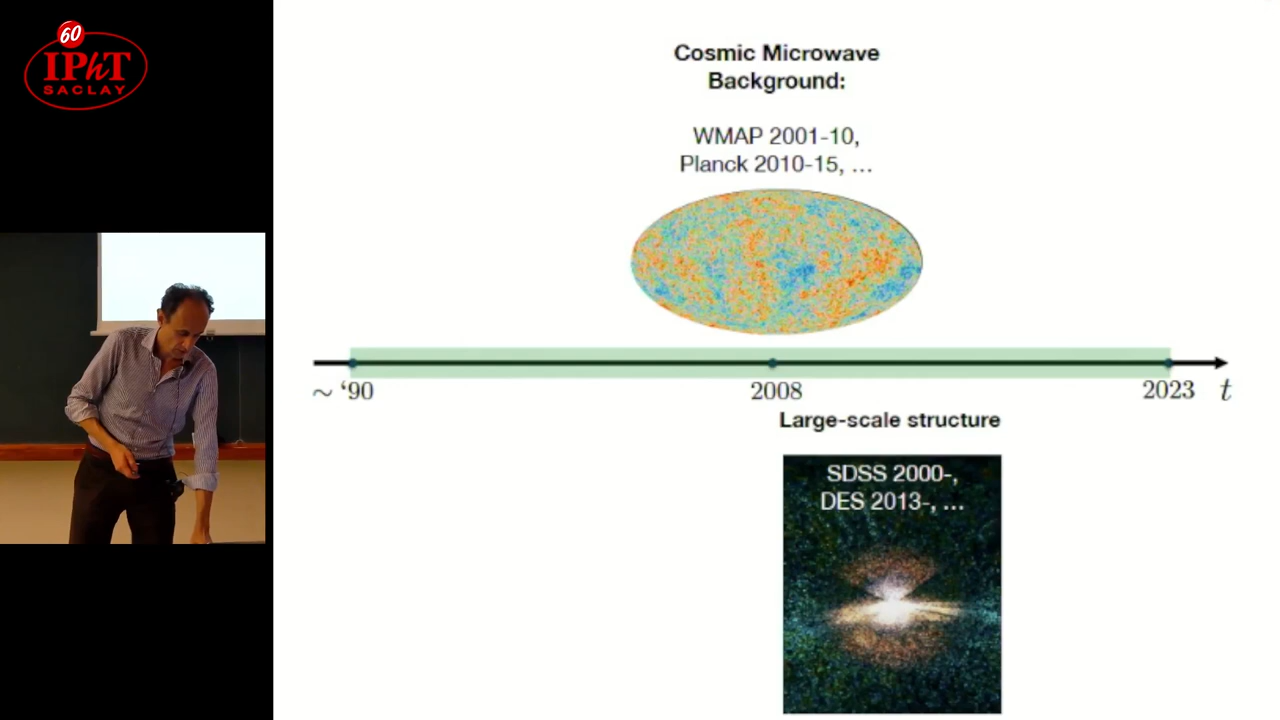 60
IPhT
SACLAY
Cosmic Microwave
Background:
WMAP 2001-10,
Planck 2010-15, ...
~ ‘90
2008
2023
t
Large-scale structure
SDSS 2000-,
DES 2013-, ...